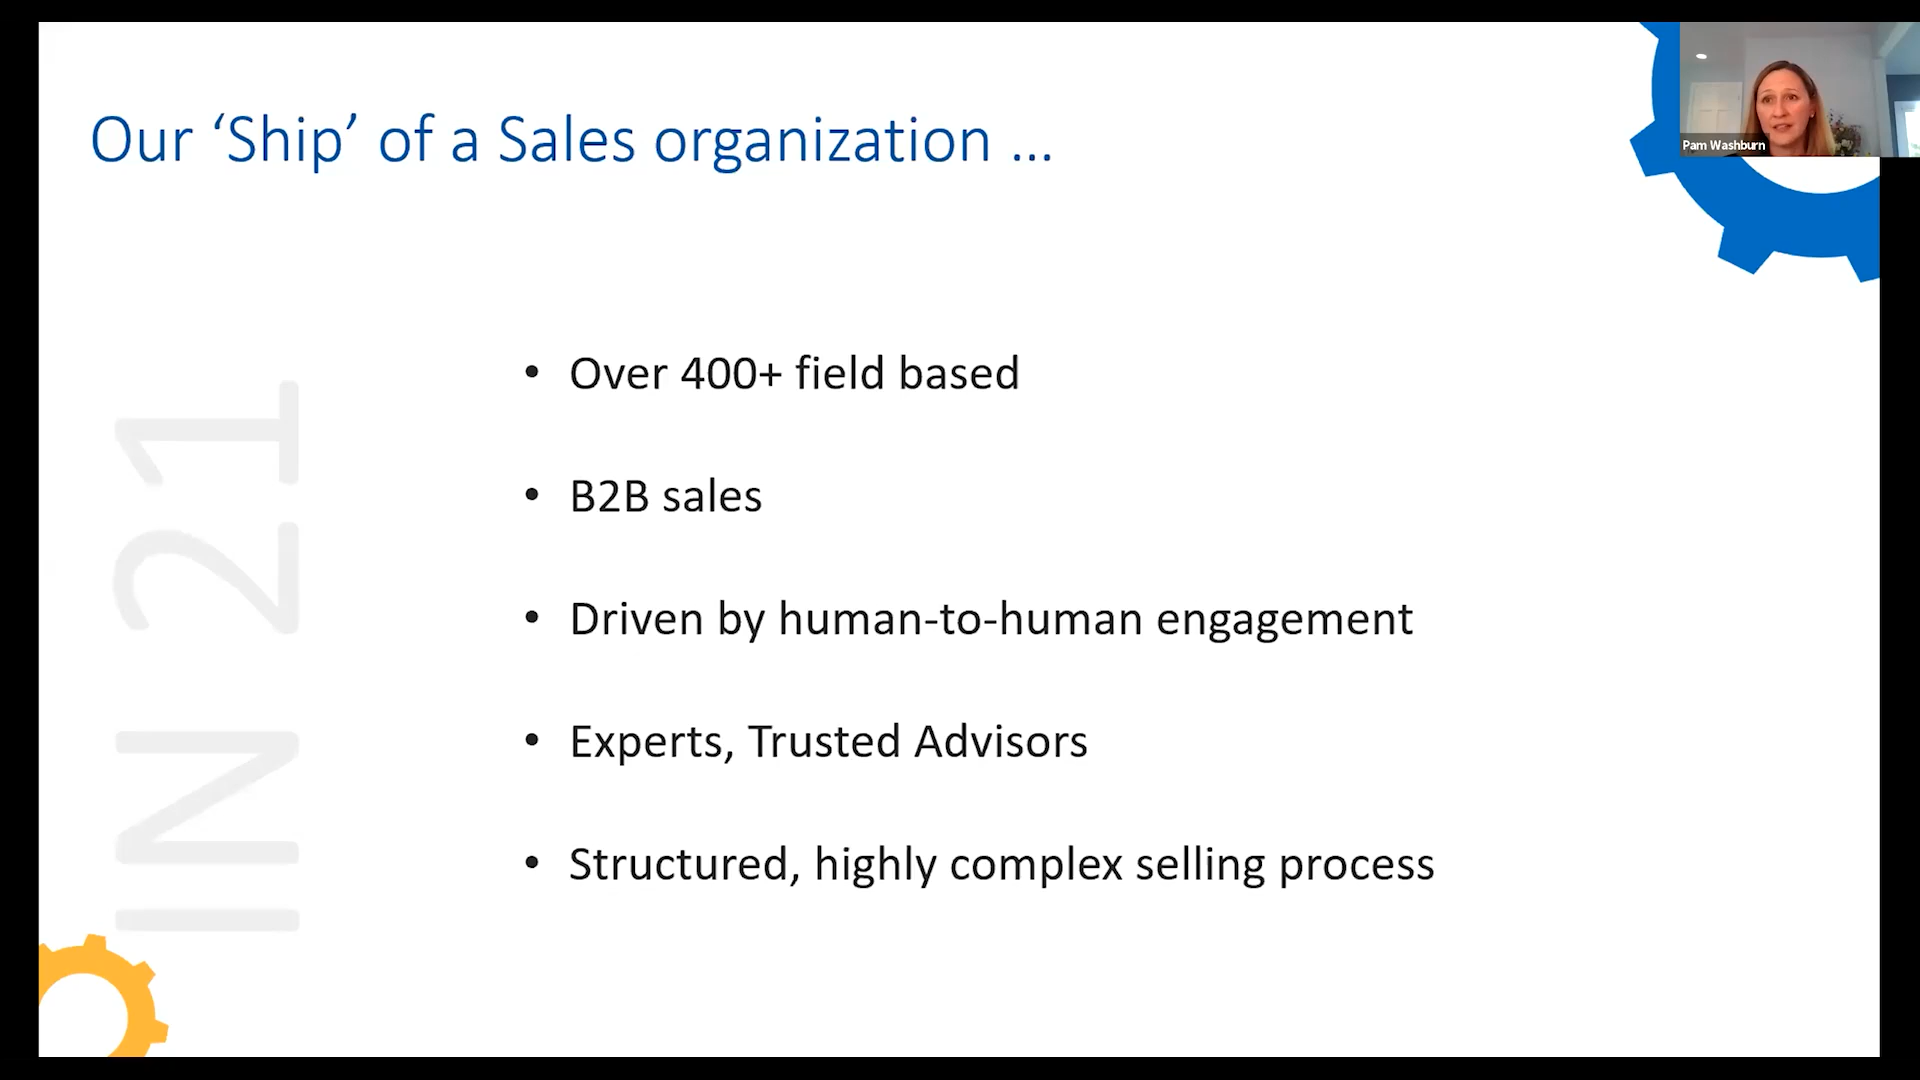 Our ‘Ship’ of a Sales organization ...
Pam Washburn
• Over 400+ field based
• B2B sales
• Driven by human-to-human engagement
• Experts, Trusted Advisors
• Structured, highly complex selling process
IN 21